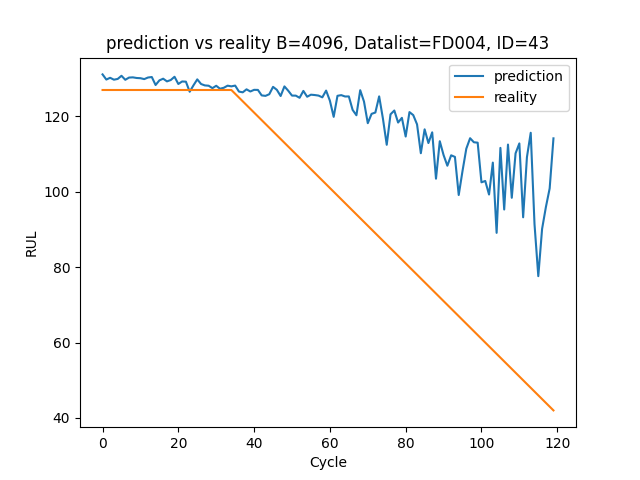 prediction vs reality B=4096, Datalist=FD004, ID=43
prediction
reality
RUL
120
100
80
60
40
0 20 40 60 80 100 120
Cycle